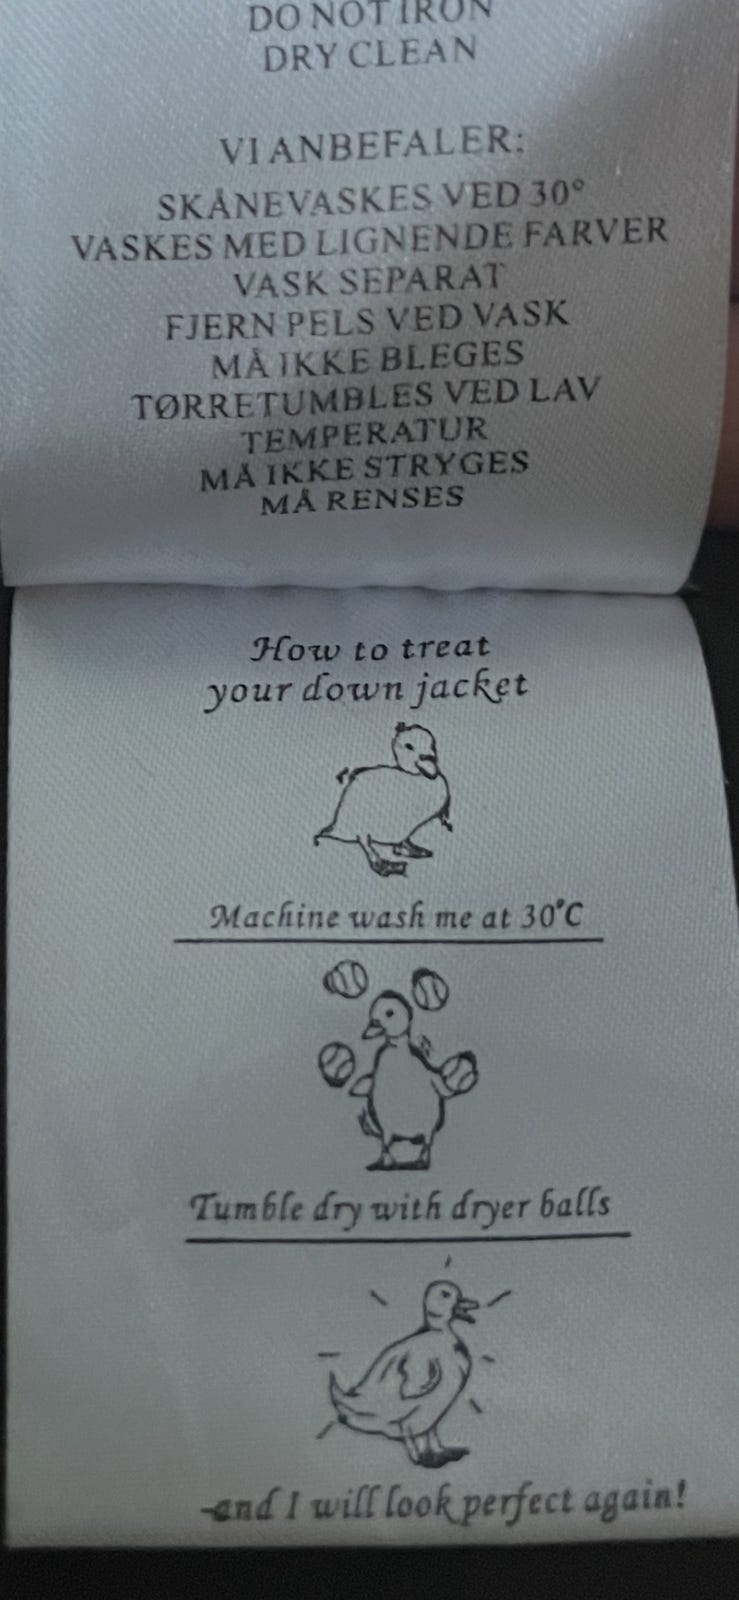 DO NOT IRON
DRY CLEAN
VI ANBEFALER:
SKÅNEVASKES VED 30°
VASKES MED LIGNENDE FARVER
VASK SEPARAT
FJERN PELS VED VASK
MÅ IKKE BLEGES
TØRRETUMBLES VED LAV
TEMPERATUR
MÅ IKKE STRYGES
MÅ RENSES
How to treat
your down jacket
Machine wash me at 30°C
Tumble dry with dryer balls
-and I will look perfect again!